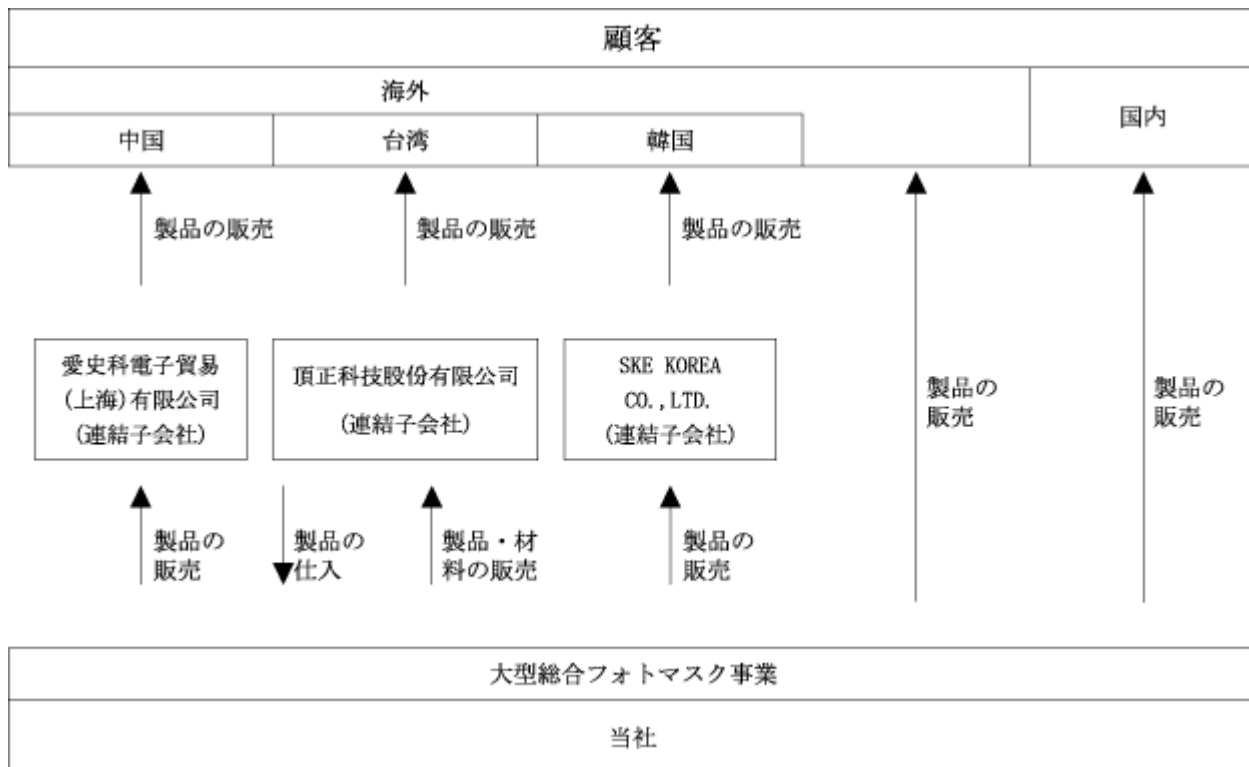 顧客
海外
国内
中国
台湾
韓国
製品の販売
製品の販売
製品の販売
愛史科電子貿易
(上海)有限公司
(連結子会社)
頂正科技股份有限公司
(連結子会社)
SKE KOREA
CO.,LTD.
(連結子会社)
製品の
販売
製品の
販売
製品の
販売
製品の
仕入
製品・材
料の販売
製品の
販売
大型総合フォトマスク事業
当社